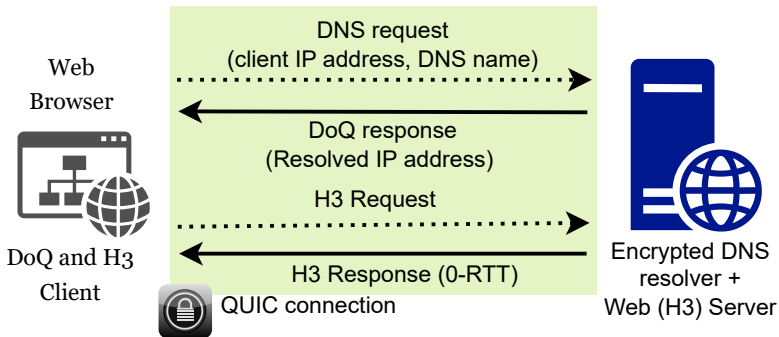 DNS request
(client IP address, DNS name)
Web
Browser
DoQ response
(Resolved IP address)
H3 Request
DoQ and H3
Client
H3 Response (0-RTT)
Encrypted DNS
resolver +
Web (H3) Server
QUIC connection